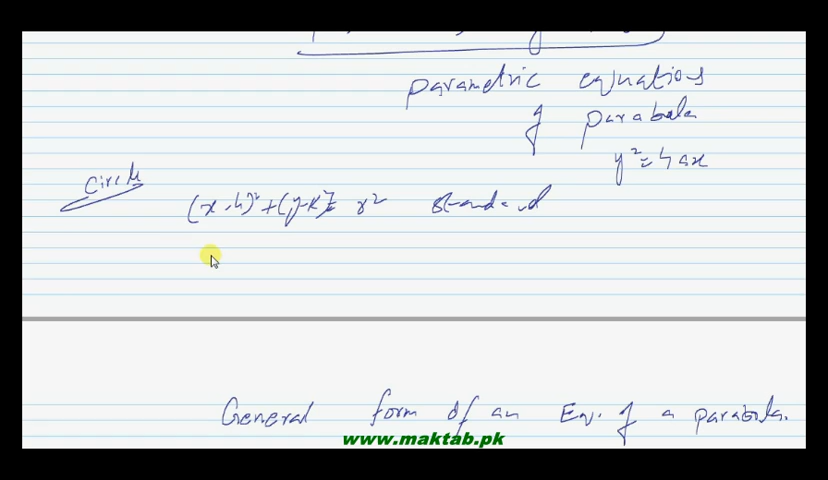 parametric equations
of parabola
y² = 4ax
Circle
(x-h)² + (y-k)² = r² standard
General form of an Eq. of a parabola.
www.maktab.pk